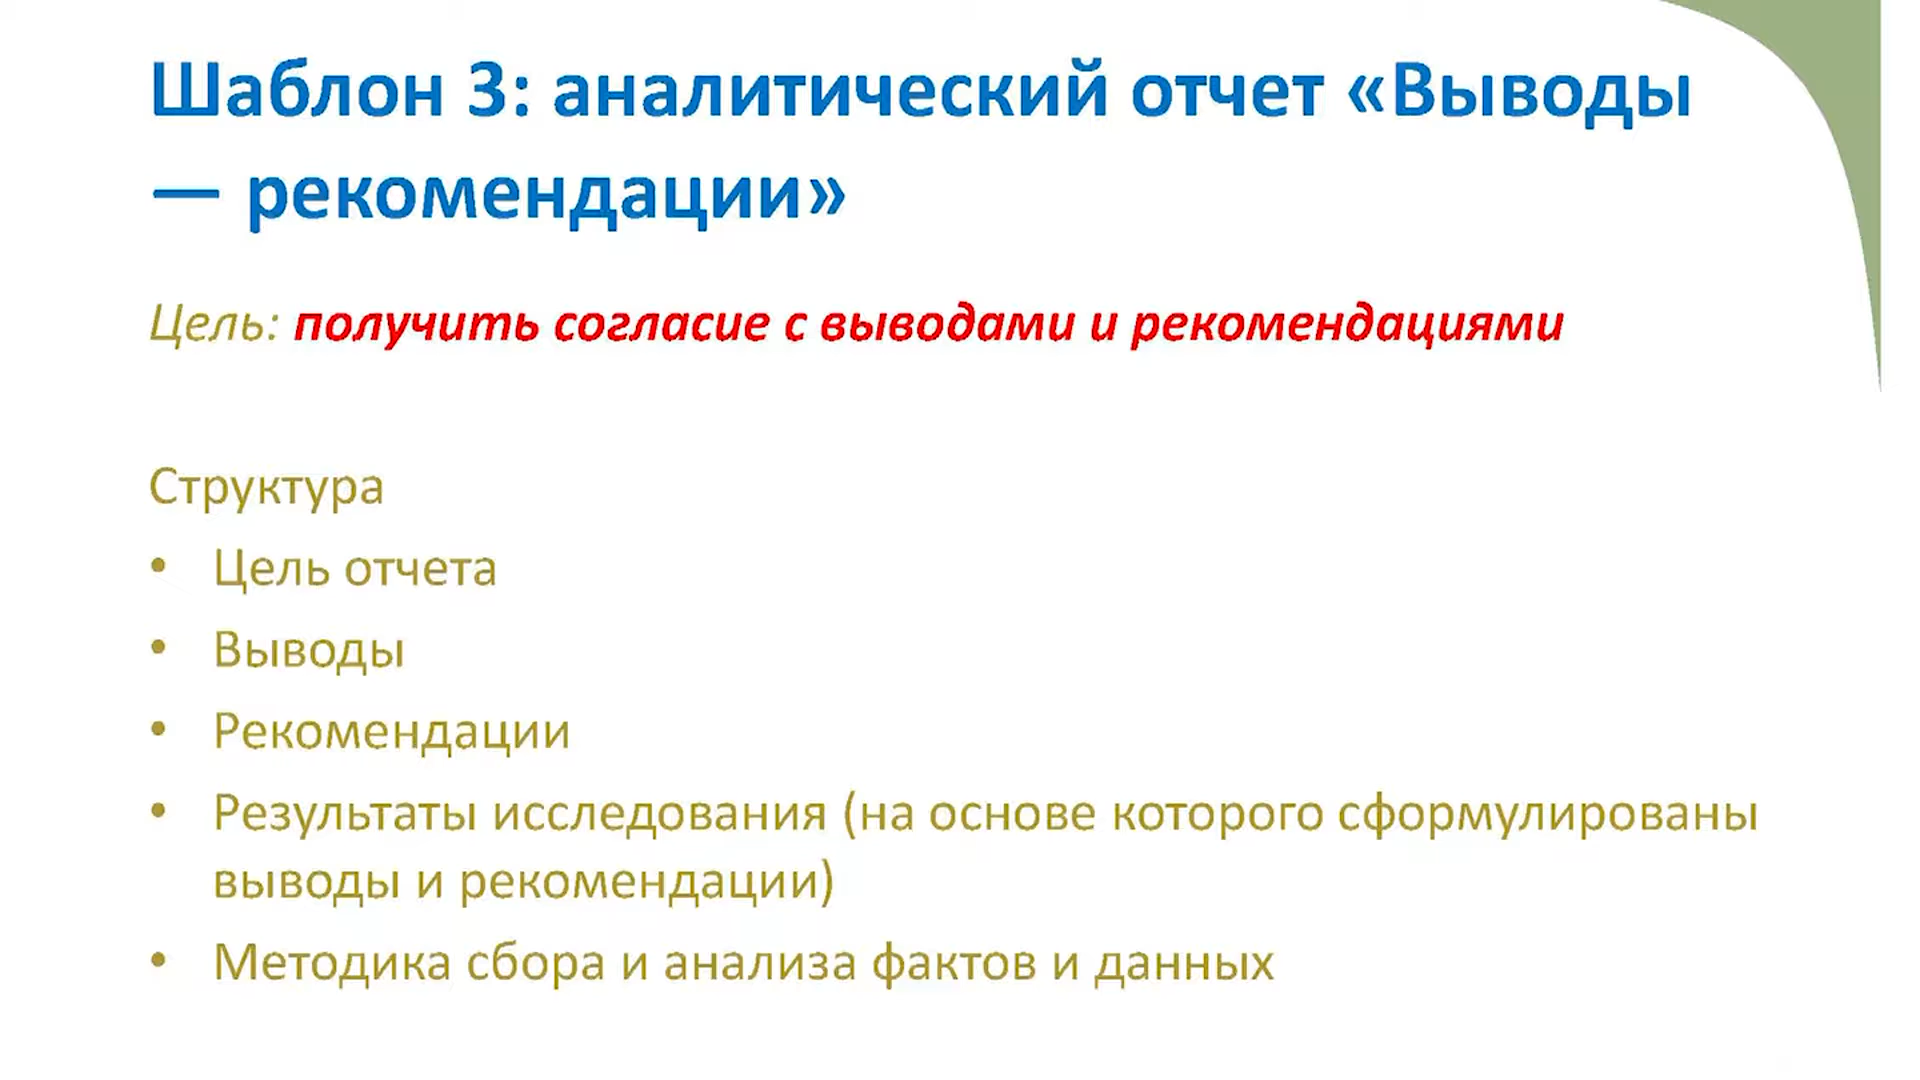 Шаблон 3: аналитический отчет «Выводы
— рекомендации»
Цель: получить согласие с выводами и рекомендациями
Структура
• Цель отчета
• Выводы
• Рекомендации
• Результаты исследования (на основе которого сформулированы
выводы и рекомендации)
• Методика сбора и анализа фактов и данных